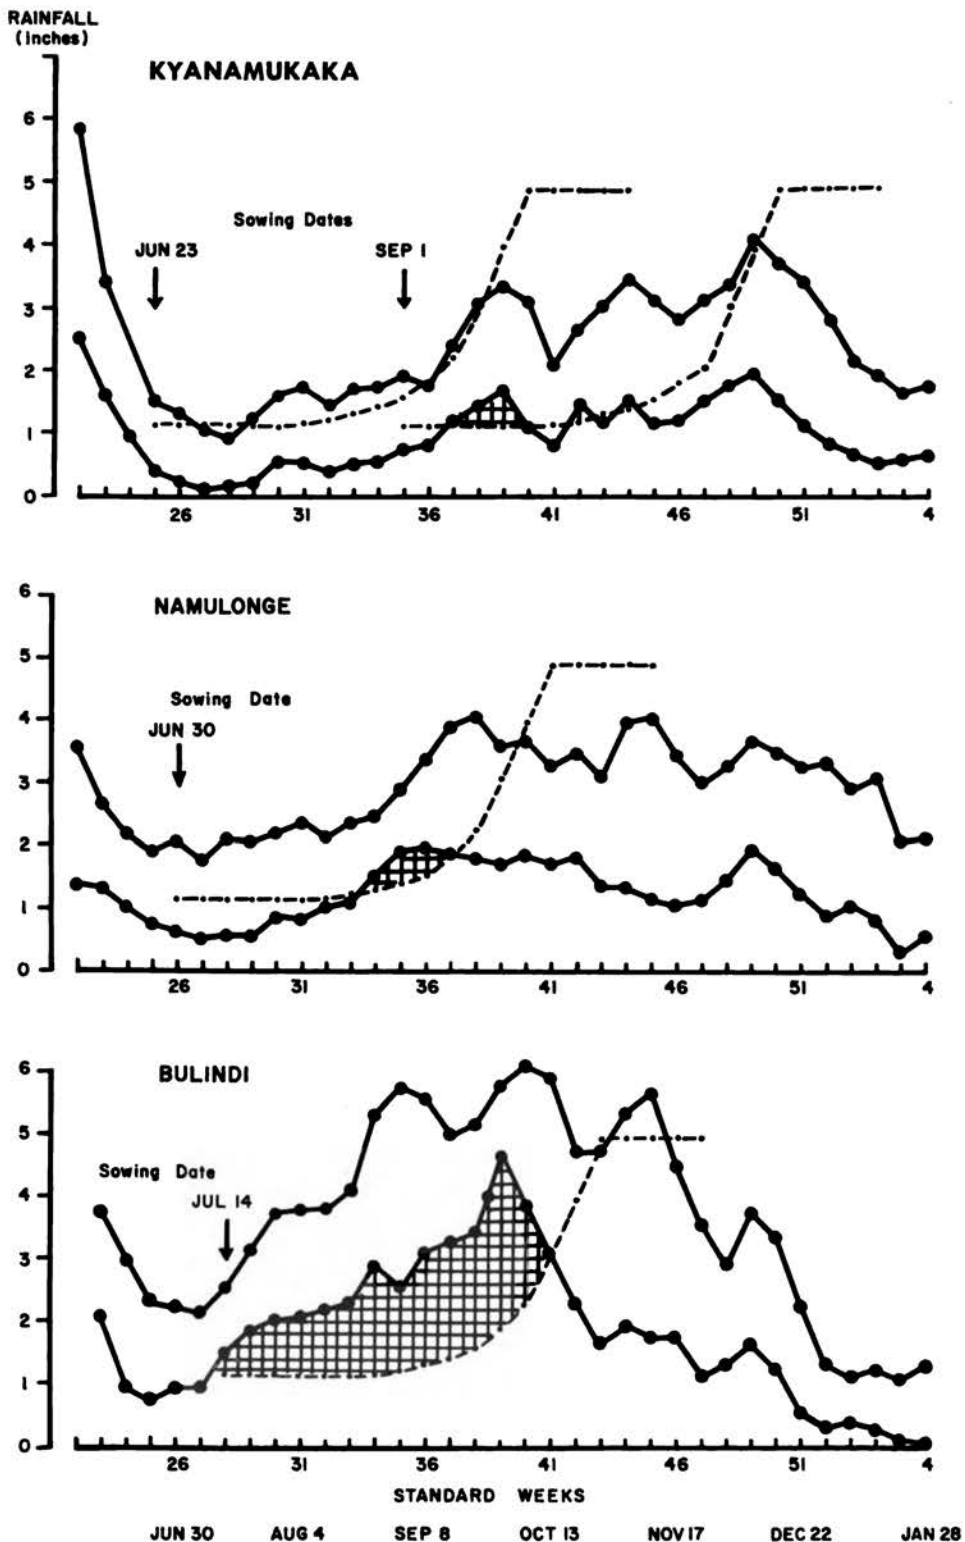 RAINFALL
(inches)
KYANAMUKAKA
6
5
4
3
2
1
0
Sowing Dates
JUN 23
SEP 1
26 31 36 41 46 51 4
NAMULONGE
6
5
4
3
2
1
0
Sowing Date
JUN 30
26 31 36 41 46 51 4
BULINDI
6
5
4
3
2
1
0
Sowing Date
JUL 14
26 31 36 41 46 51 4
STANDARD WEEKS
JUN 30 AUG 4 SEP 8 OCT 13 NOV 17 DEC 22 JAN 28